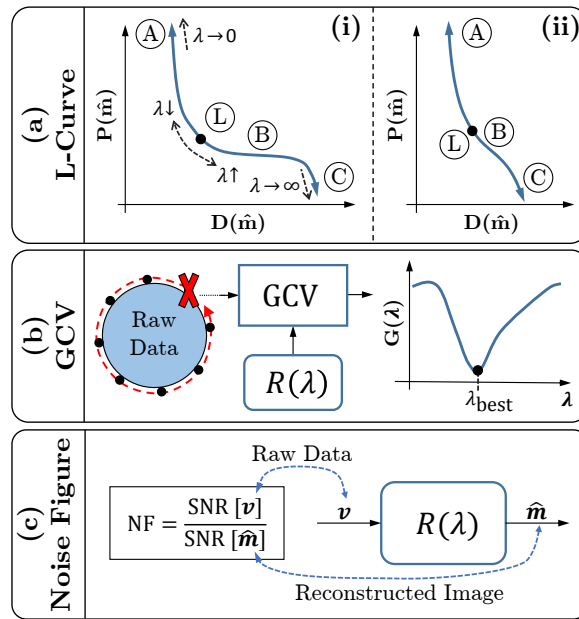 (a)
L-Curve
(i)
P(m̂)
D(m̂)
A
λ→0
λ↓
L
λ↑
B
λ→∞
C
(ii)
P(m̂)
D(m̂)
A
L
B
C
(b)
GCV
Raw
Data
GCV
R(λ)
G(λ)
λbest
λ
(c)
Noise Figure
Raw Data
NF = SNR [v] / SNR [m̂]
v
R(λ)
m̂
Reconstructed Image